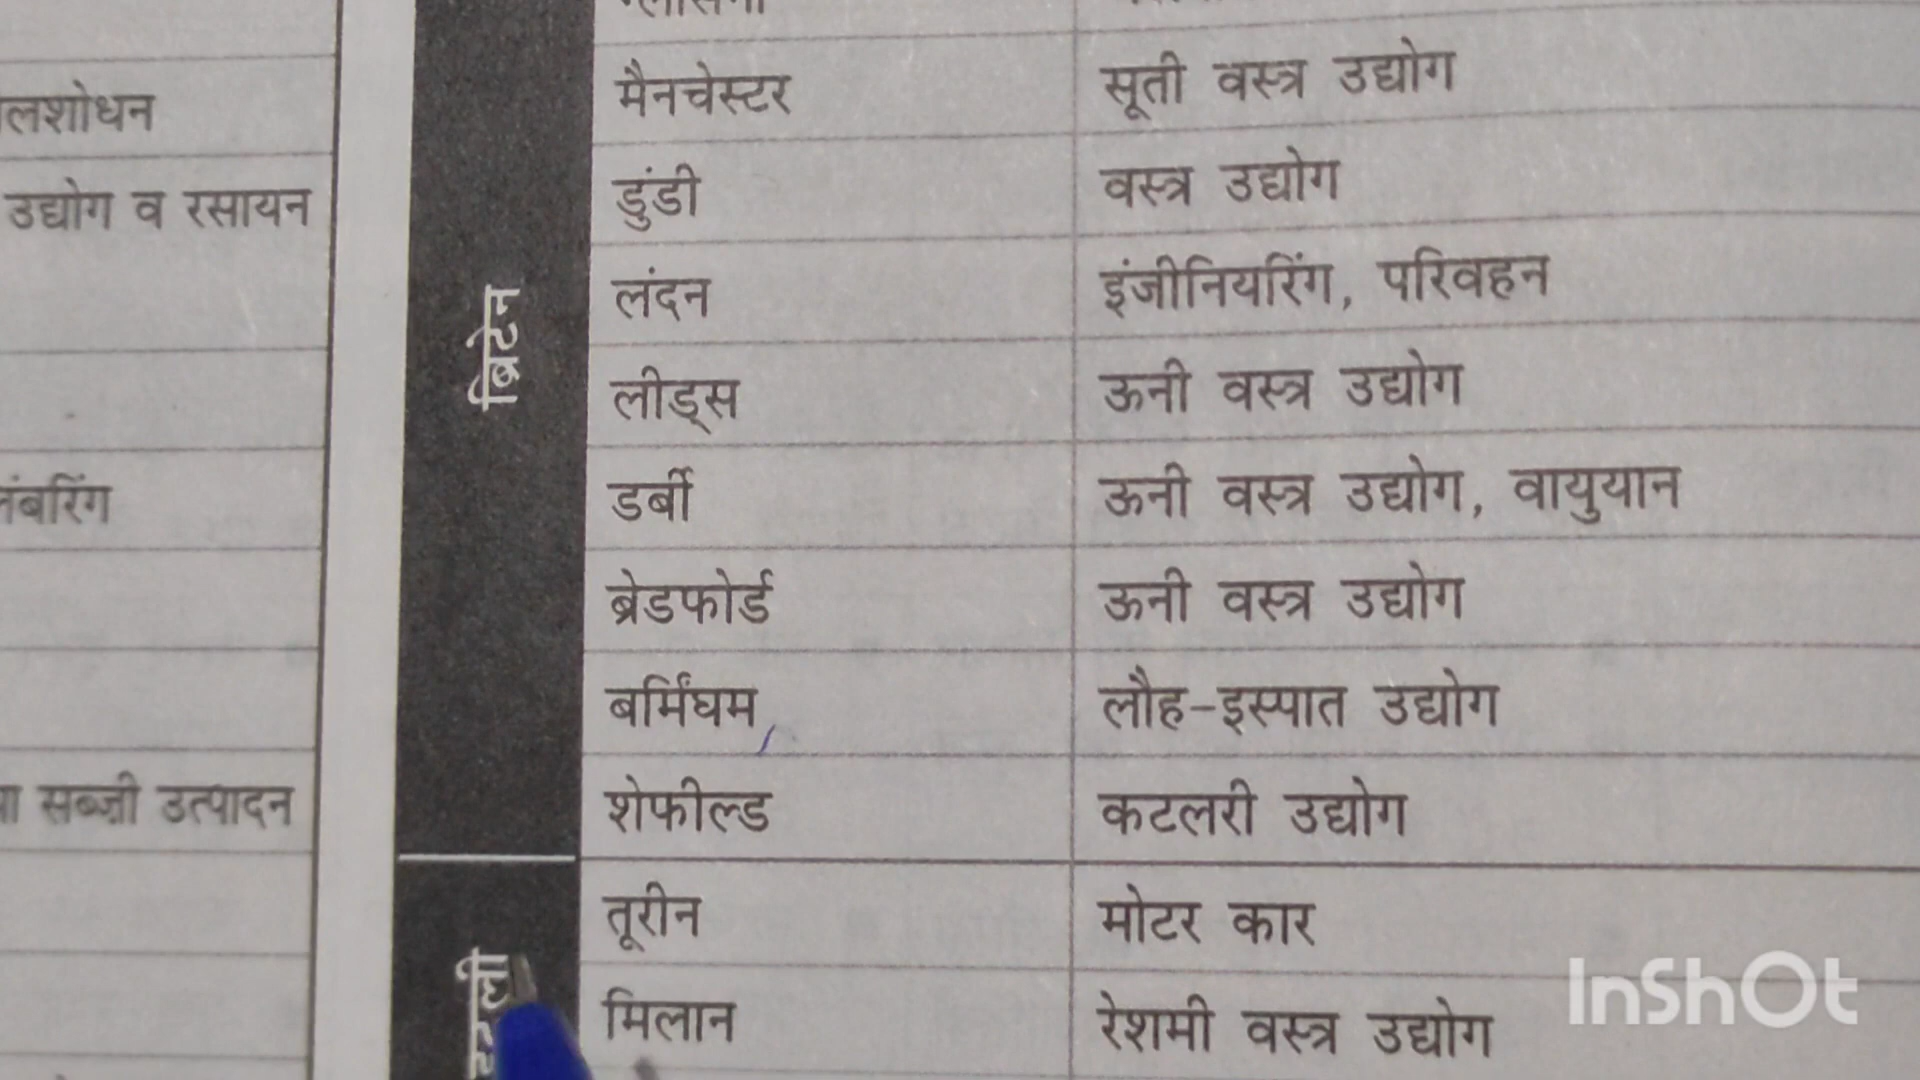 लशोधन
उद्योग व रसायन
ंबरिंग
सब्ज़ी उत्पादन
ब्रिटेन
मैनचेस्टर सूती वस्त्र उद्योग
डुंडी वस्त्र उद्योग
लंदन इंजीनियरिंग, परिवहन
लीड्स ऊनी वस्त्र उद्योग
डर्बी ऊनी वस्त्र उद्योग, वायुयान
ब्रेडफोर्ड ऊनी वस्त्र उद्योग
बर्मिंघम लौह-इस्पात उद्योग
शेफील्ड कटलरी उद्योग
तूरीन मोटर कार
मिलान रेशमी वस्त्र उद्योग
InShOt